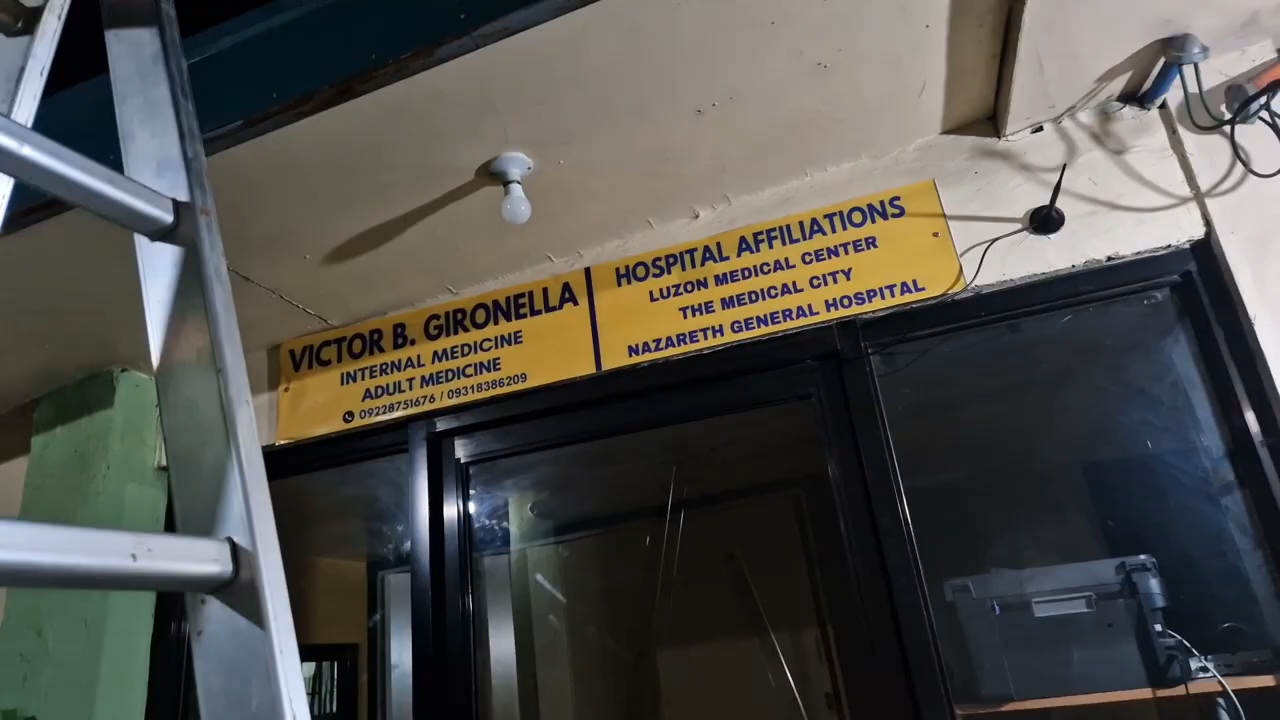 VICTOR B. GIRONELLA
INTERNAL MEDICINE
ADULT MEDICINE
09228751676 / 09318386209
HOSPITAL AFFILIATIONS
LUZON MEDICAL CENTER
THE MEDICAL CITY
NAZARETH GENERAL HOSPITAL